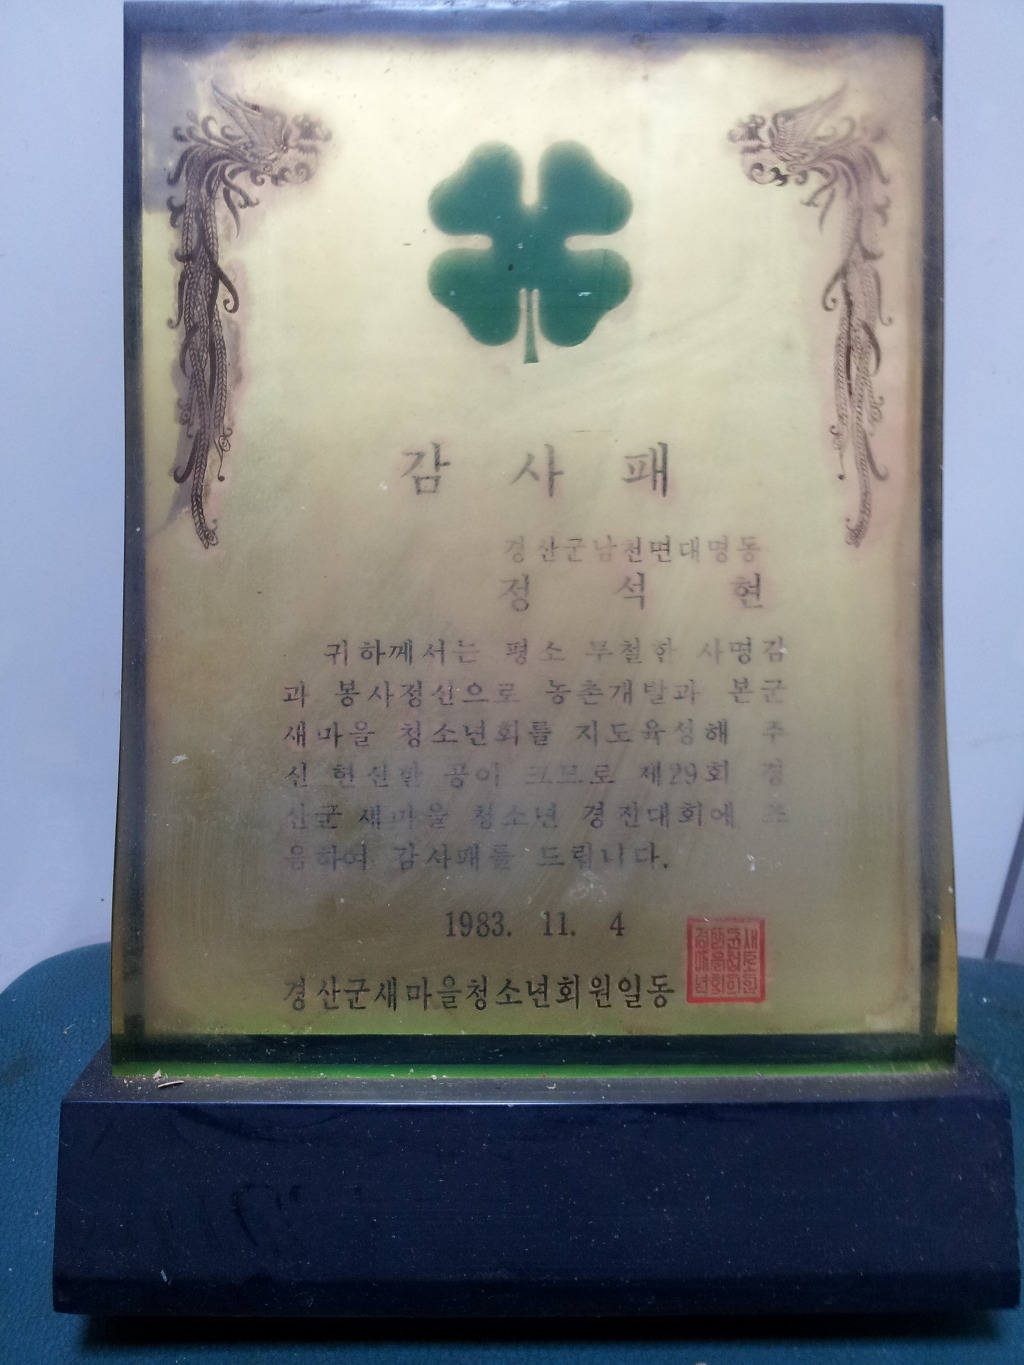 감 사 패
경산군남천면대명동
정 석 현
귀하께서는 평소 투철한 사명감
과 봉사정신으로 농촌개발과 본군
새마을 청소년회를 지도육성해 주
신 헌신한 공이 크므로 제29회 경
산군 새마을 청소년 경진대회에
하여 감사패를 드립니다.
1983. 11. 4
경산군새마을청소년회원일동